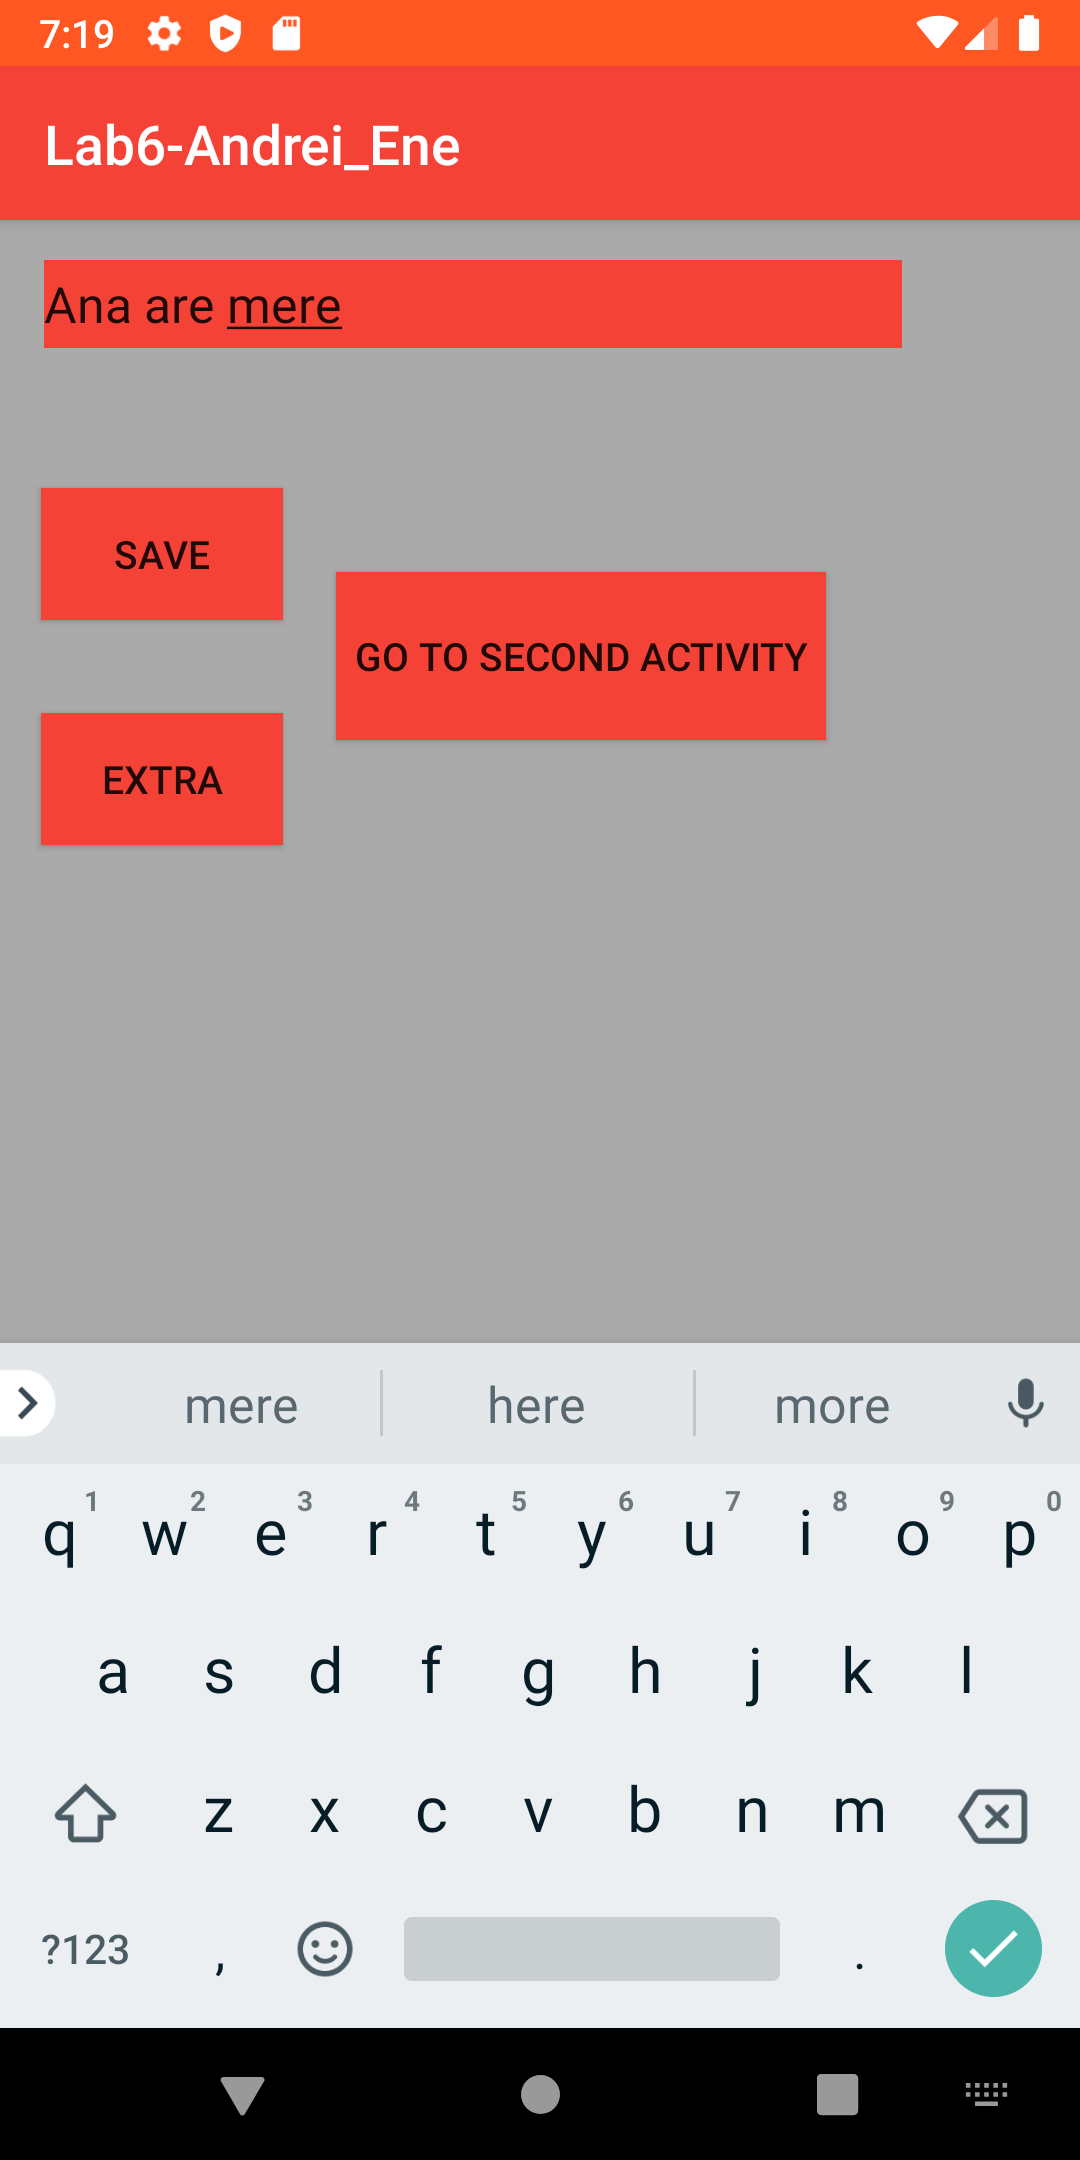 7:19
Lab6-Andrei_Ene
Ana are mere
SAVE
GO TO SECOND ACTIVITY
EXTRA
mere here more
q 1 w 2 e 3 r 4 t 5 y 6 u 7 i 8 o 9 p 0
a s d f g h j k l
z x c v b n m
?123 , .